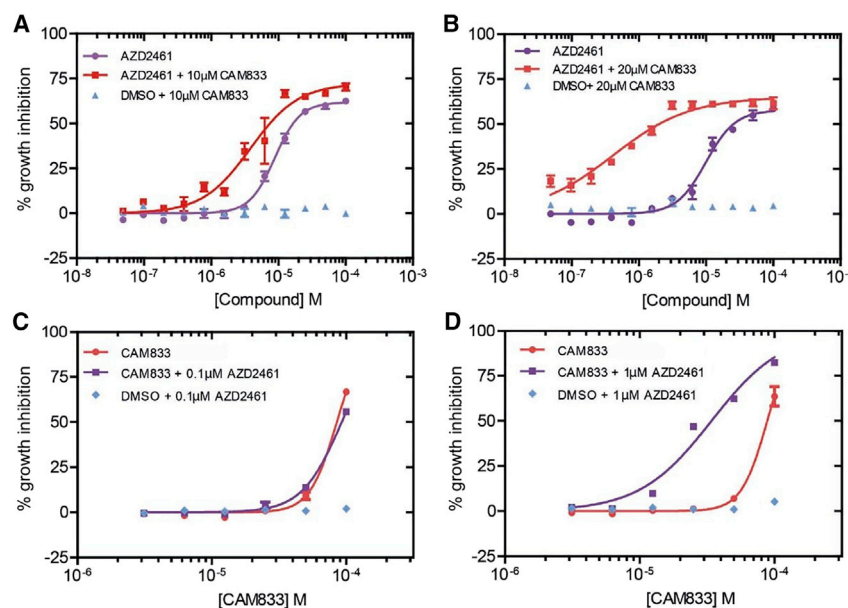 A
B
100
75
50
25
0
-25
% growth inhibition
AZD2461
AZD2461 + 10µM CAM833
DMSO + 10µM CAM833
10-8
10-7
10-6
10-5
10-4
10-3
[Compound] M
100
75
50
25
0
-25
% growth inhibition
AZD2461
AZD2461 + 20µM CAM833
DMSO+ 20µM CAM833
10-8
10-7
10-6
10-5
10-4
[Compound] M
C
D
100
75
50
25
0
-25
% growth inhibition
CAM833
CAM833 + 0.1µM AZD2461
DMSO + 0.1µM AZD2461
10-6
10-5
10-4
[CAM833] M
100
75
50
25
0
-25
% growth inhibition
CAM833
CAM833 + 1µM AZD2461
DMSO + 1µM AZD2461
10-6
10-5
10-4
[CAM833] M